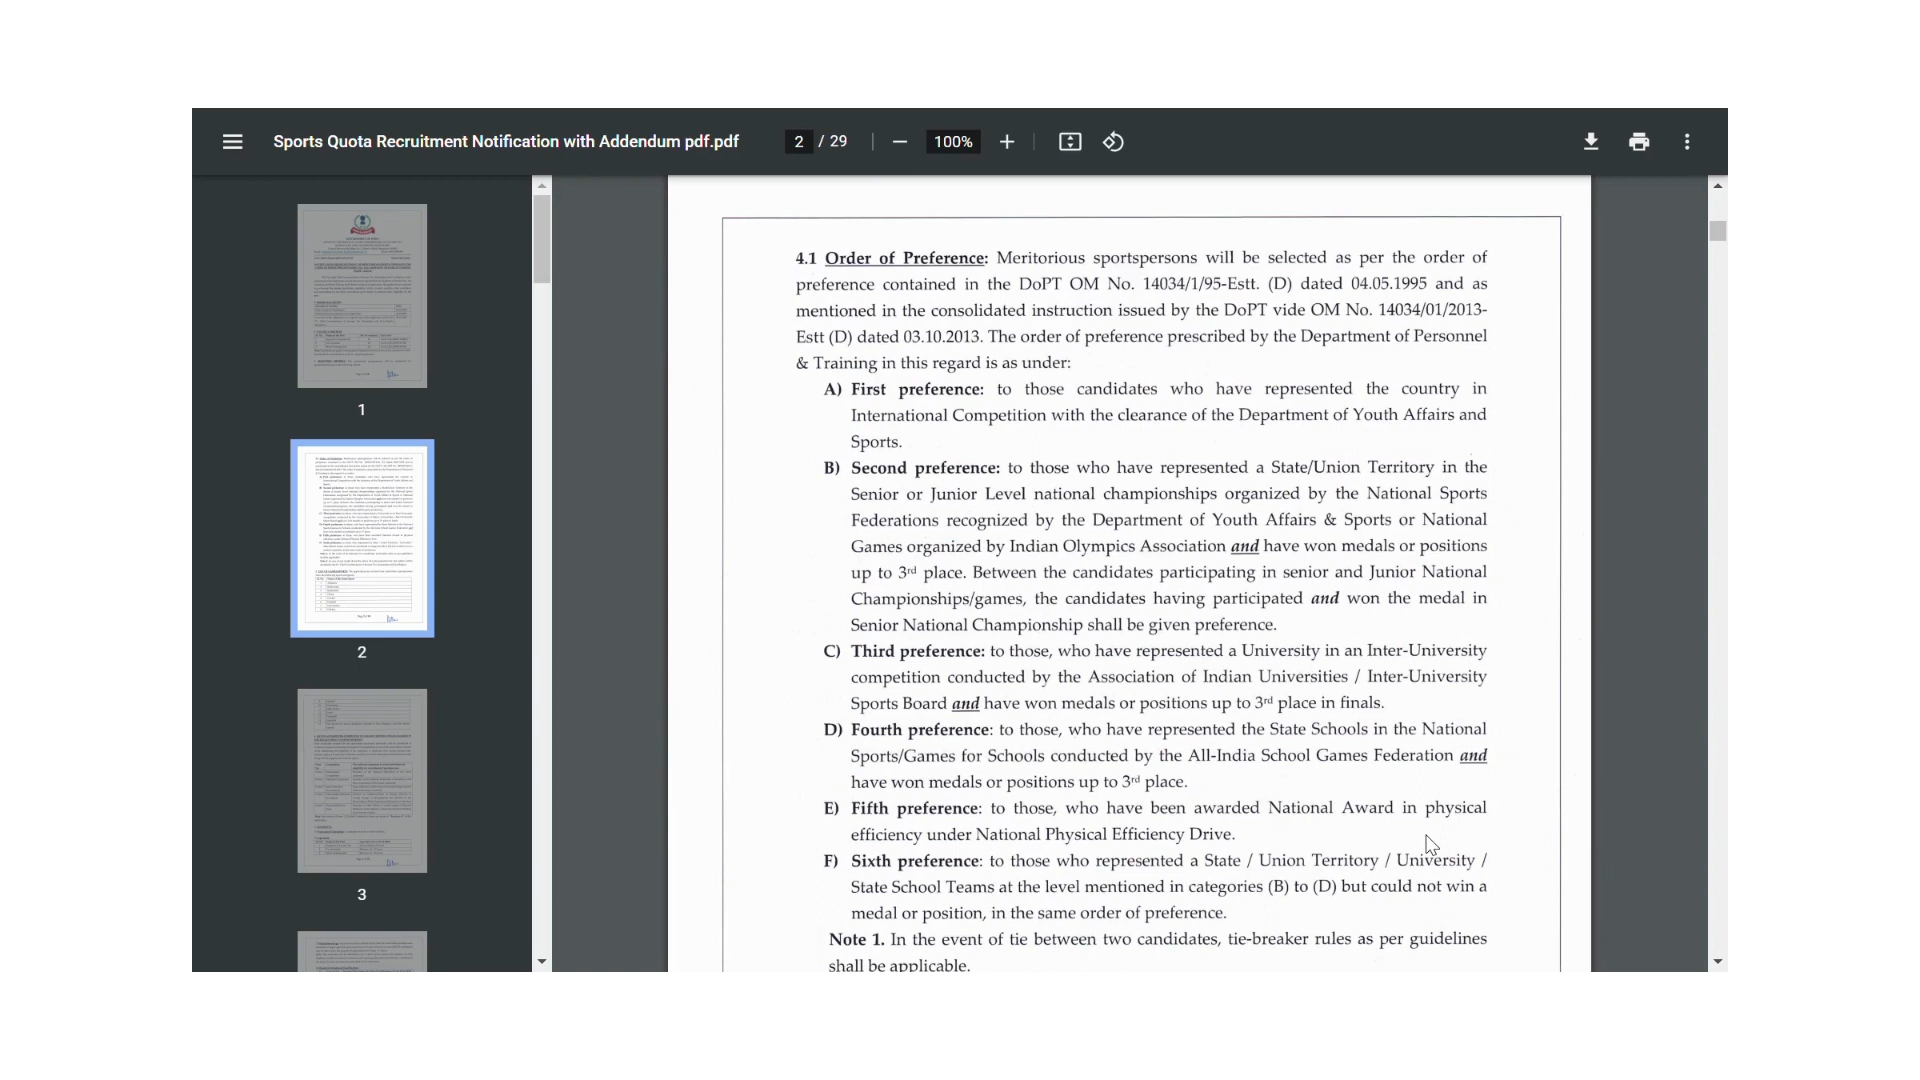 Sports Quota Recruitment Notification with Addendum pdf.pdf
2 / 29
100%
1
2
3
4.1 Order of Preference: Meritorious sportspersons will be selected as per the order of
preference contained in the DoPT OM No. 14034/1/95-Estt. (D) dated 04.05.1995 and as
mentioned in the consolidated instruction issued by the DoPT vide OM No. 14034/01/2013-
Estt (D) dated 03.10.2013. The order of preference prescribed by the Department of Personnel
& Training in this regard is as under:
A) First preference: to those candidates who have represented the country in
International Competition with the clearance of the Department of Youth Affairs and
Sports.
B) Second preference: to those who have represented a State/Union Territory in the
Senior or Junior Level national championships organized by the National Sports
Federations recognized by the Department of Youth Affairs & Sports or National
Games organized by Indian Olympics Association and have won medals or positions
up to 3rd place. Between the candidates participating in senior and Junior National
Championships/games, the candidates having participated and won the medal in
Senior National Championship shall be given preference.
C) Third preference: to those, who have represented a University in an Inter-University
competition conducted by the Association of Indian Universities / Inter-University
Sports Board and have won medals or positions up to 3rd place in finals.
D) Fourth preference: to those, who have represented the State Schools in the National
Sports/Games for Schools conducted by the All-India School Games Federation and
have won medals or positions up to 3rd place.
E) Fifth preference: to those, who have been awarded National Award in physical
efficiency under National Physical Efficiency Drive.
F) Sixth preference: to those who represented a State / Union Territory / University /
State School Teams at the level mentioned in categories (B) to (D) but could not win a
medal or position, in the same order of preference.
Note 1. In the event of tie between two candidates, tie-breaker rules as per guidelines
shall be applicable.